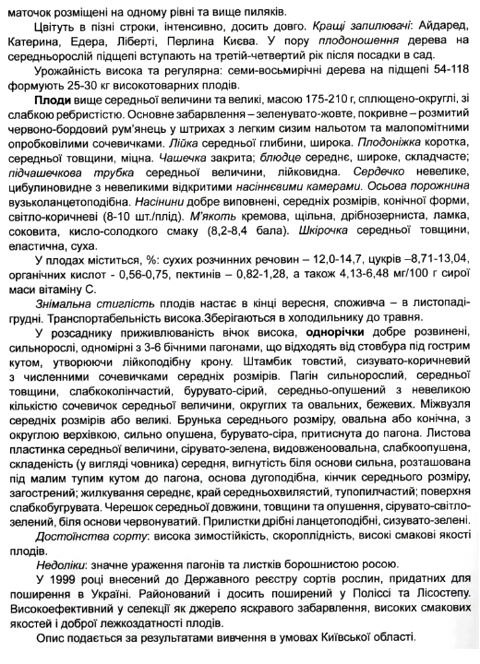 маточок розміщені на одному рівні та вище пиляків.
Цвітуть в пізні строки, інтенсивно, досить довго. Кращі запилювачі: Айдаред,
Катерина, Едера, Ліберті, Перлина Києва. У пору плодоношення дерева на
середньорослій підщепі вступають на третій-четвертий рік після посадки в сад.
Урожайність висока та регулярна: семи-восьмирічні дерева на підщепі 54-118
формують 25-30 кг високотоварних плодів.
Плоди вище середньої величини та великі, масою 175-210 г, сплющено-округлі, зі
слабкою ребристістю. Основне забарвлення – зеленувато-жовте, покривне – розмитий
червоно-бордовий рум'янець у штрихах з легким сизим нальотом та малопомітними
опробковілими сочевичками. Лійка середньої глибини, широка. Плодоніжка коротка,
середньої товщини, міцна. Чашечка закрита; блюдце середнє, широке, складчасте;
підчашечкова трубка середньої величини, лійковидна. Сердечко невелике,
цибулиновидне з невеликими відкритими насіннєвими камерами. Осьова порожнина
вузьколанцетоподібна. Насінини добре виповнені, середніх розмірів, конічної форми,
світло-коричневі (8-10 шт./плід). М'якоть кремова, щільна, дрібнозерниста, ламка,
соковита, кисло-солодкого смаку (8,2-8,4 бала). Шкірочка середньої товщини,
еластична, суха.
У плодах міститься, %: сухих розчинних речовин – 12,0-14,7, цукрів –8,71-13,04,
органічних кислот - 0,56-0,75, пектинів – 0,82-1,28, а також 4,13-6,48 мг/100 г сирої
маси вітаміну С.
Знімальна стиглість плодів настає в кінці вересня, споживча – в листопаді-
грудні. Транспортабельність висока.Зберігаються в холодильнику до травня.
У розсаднику приживлюваність вічок висока, однорічки добре розвинені,
сильнорослі, одномірні з 3-6 бічними пагонами, що відходять від стовбура під гострим
кутом, утворюючи лійкоподібну крону. Штамбик товстий, сизувато-коричневий
з численними сочевичками середніх розмірів. Пагін сильнорослий, середньої
товщини, слабкоколінчастий, бурувато-сірий, середньо-опушений з невеликою
кількістю сочевичок середньої величини, округлих та овальних, бежевих. Міжвузля
середніх розмірів або великі. Брунька середнього розміру, овальна або конічна, з
округлою верхівкою, сильно опушена, бурувато-сіра, притиснута до пагона. Листова
пластинка середньої величини, сірувато-зелена, видовженоовальна, слабкоопушена,
складеність (у вигляді човника) середня, вигнутість біля основи сильна, розташована
під малим тупим кутом до пагона, основа дугоподібна, кінчик середнього розміру,
загострений; жилкування середнє, край середньохвилястий, тупопилчастий; поверхня
слабкобугрувата. Черешок середньої довжини, товщини та опушення, сірувато-світло-
зелений, біля основи червонуватий. Прилистки дрібні ланцетоподібні, сизувато-зелені.
Достоїнства сорту: висока зимостійкість, скороплідність, високі смакові якості
плодів.
Недоліки: значне ураження пагонів та листків борошнистою росою.
У 1999 році внесений до Державного реєстру сортів рослин, придатних для
поширення в Україні. Районований і досить поширений у Поліссі та Лісостепу.
Високоефективний у селекції як джерело яскравого забарвлення, високих смакових
якостей і доброї лежкоздатності плодів.
Опис подається за результатами вивчення в умовах Київської області.